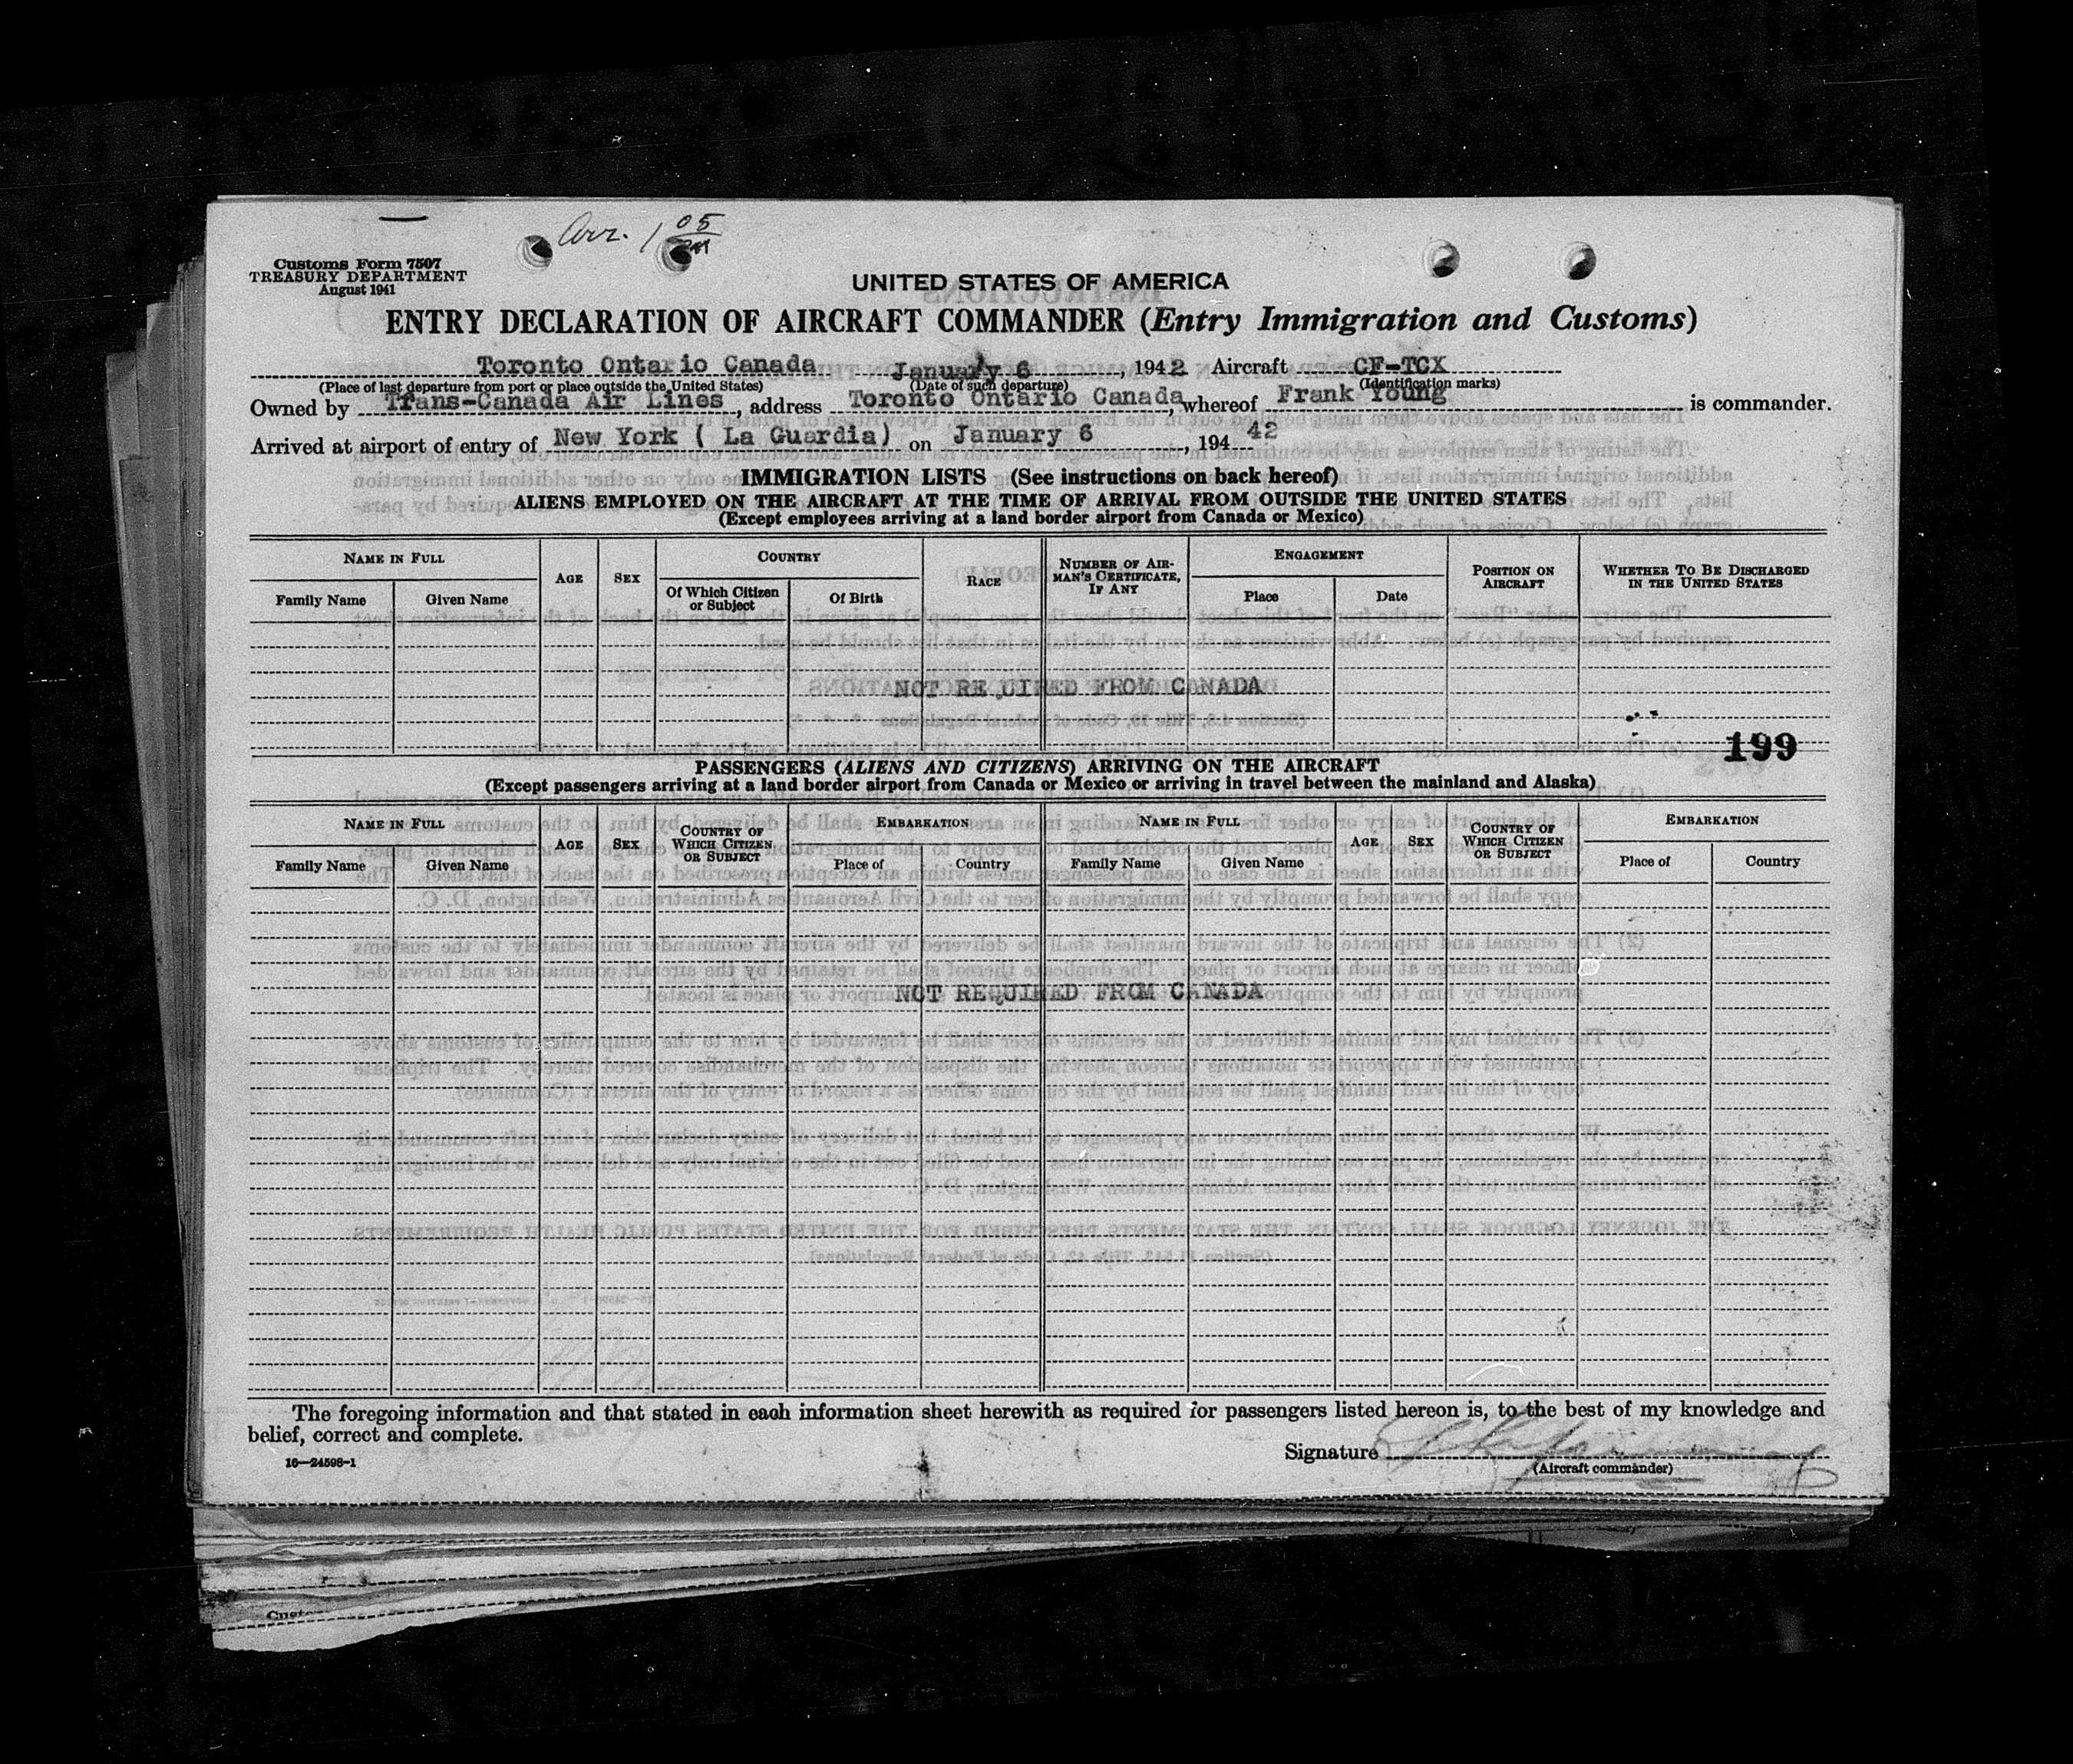 Arr. 1 05 PM
Customs Form 7507
TREASURY DEPARTMENT
August 1941
UNITED STATES OF AMERICA
ENTRY DECLARATION OF AIRCRAFT COMMANDER (Entry Immigration and Customs)
Toronto Ontario Canada January 6, 1942 Aircraft CF-TCX
(Place of last departure from port or place outside the United States) (Date of such departure) (Identification marks)
Owned by Trans-Canada Air Lines, address Toronto Ontario Canada, whereof Frank Young is commander.
Arrived at airport of entry of New York ( La Guardia) on January 6, 194 42
IMMIGRATION LISTS (See instructions on back hereof)
ALIENS EMPLOYED ON THE AIRCRAFT AT THE TIME OF ARRIVAL FROM OUTSIDE THE UNITED STATES
(Except employees arriving at a land border airport from Canada or Mexico)
NAME IN FULL AGE SEX COUNTRY RACE NUMBER OF AIRMAN'S CERTIFICATE, IF ANY ENGAGEMENT POSITION ON AIRCRAFT WHETHER TO BE DISCHARGED IN THE UNITED STATES
Family Name Given Name Of Which Citizen or Subject Of Birth Place Date
NOT RE UIRED FROM CANADA
199
PASSENGERS (ALIENS AND CITIZENS) ARRIVING ON THE AIRCRAFT
(Except passengers arriving at a land border airport from Canada or Mexico or arriving in travel between the mainland and Alaska)
NAME IN FULL AGE SEX COUNTRY OF WHICH CITIZEN OR SUBJECT EMBARKATION NAME IN FULL AGE SEX COUNTRY OF WHICH CITIZEN OR SUBJECT EMBARKATION
Family Name Given Name Place of Country Family Name Given Name Place of Country
NOT REQUIRED FROM CANADA
The foregoing information and that stated in each information sheet herewith as required for passengers listed hereon is, to the best of my knowledge and
belief, correct and complete.
Signature
16—24598-1
(Aircraft commander)